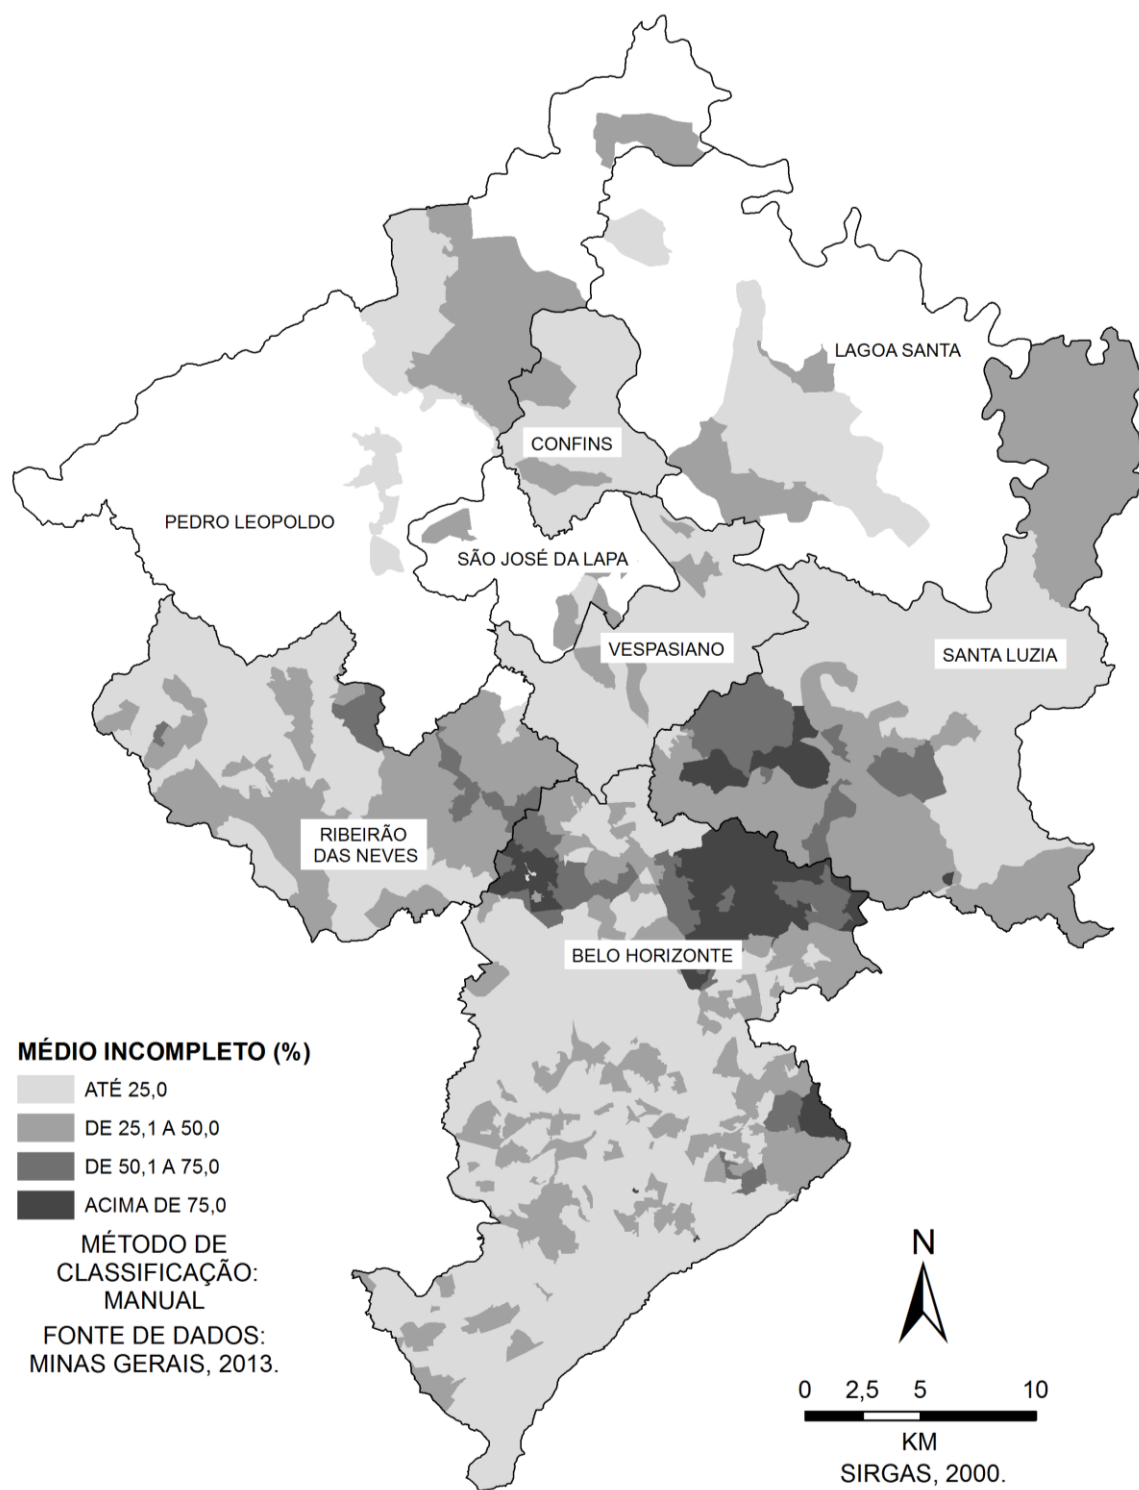 LAGOA SANTA
CONFINS
PEDRO LEOPOLDO
SÃO JOSÉ DA LAPA
VESPASIANO
SANTA LUZIA
RIBEIRÃO
DAS NEVES
BELO HORIZONTE
MÉDIO INCOMPLETO (%)
ATÉ 25,0
DE 25,1 A 50,0
DE 50,1 A 75,0
ACIMA DE 75,0
MÉTODO DE
CLASSIFICAÇÃO:
MANUAL
FONTE DE DADOS:
MINAS GERAIS, 2013.
N
0 2,5 5 10
KM
SIRGAS, 2000.